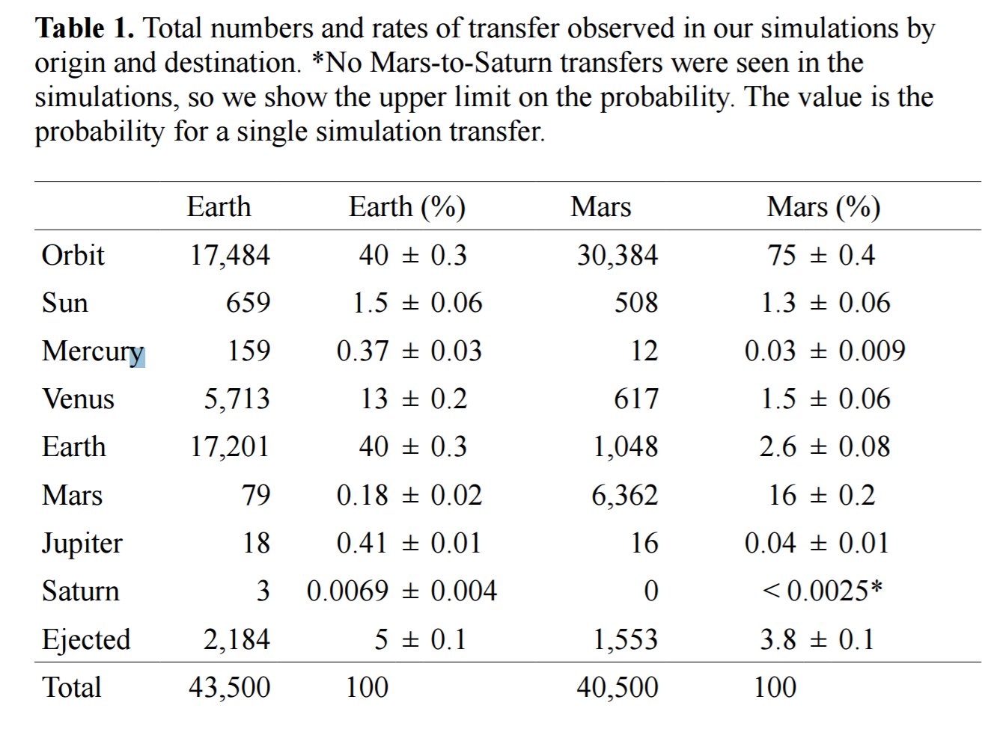 Table 1. Total numbers and rates of transfer observed in our simulations by
origin and destination. *No Mars-to-Saturn transfers were seen in the
simulations, so we show the upper limit on the probability. The value is the
probability for a single simulation transfer.
Earth Earth (%) Mars Mars (%)
Orbit 17,484 40 ± 0.3 30,384 75 ± 0.4
Sun 659 1.5 ± 0.06 508 1.3 ± 0.06
Mercury 159 0.37 ± 0.03 12 0.03 ± 0.009
Venus 5,713 13 ± 0.2 617 1.5 ± 0.06
Earth 17,201 40 ± 0.3 1,048 2.6 ± 0.08
Mars 79 0.18 ± 0.02 6,362 16 ± 0.2
Jupiter 18 0.41 ± 0.01 16 0.04 ± 0.01
Saturn 3 0.0069 ± 0.004 0 < 0.0025*
Ejected 2,184 5 ± 0.1 1,553 3.8 ± 0.1
Total 43,500 100 40,500 100